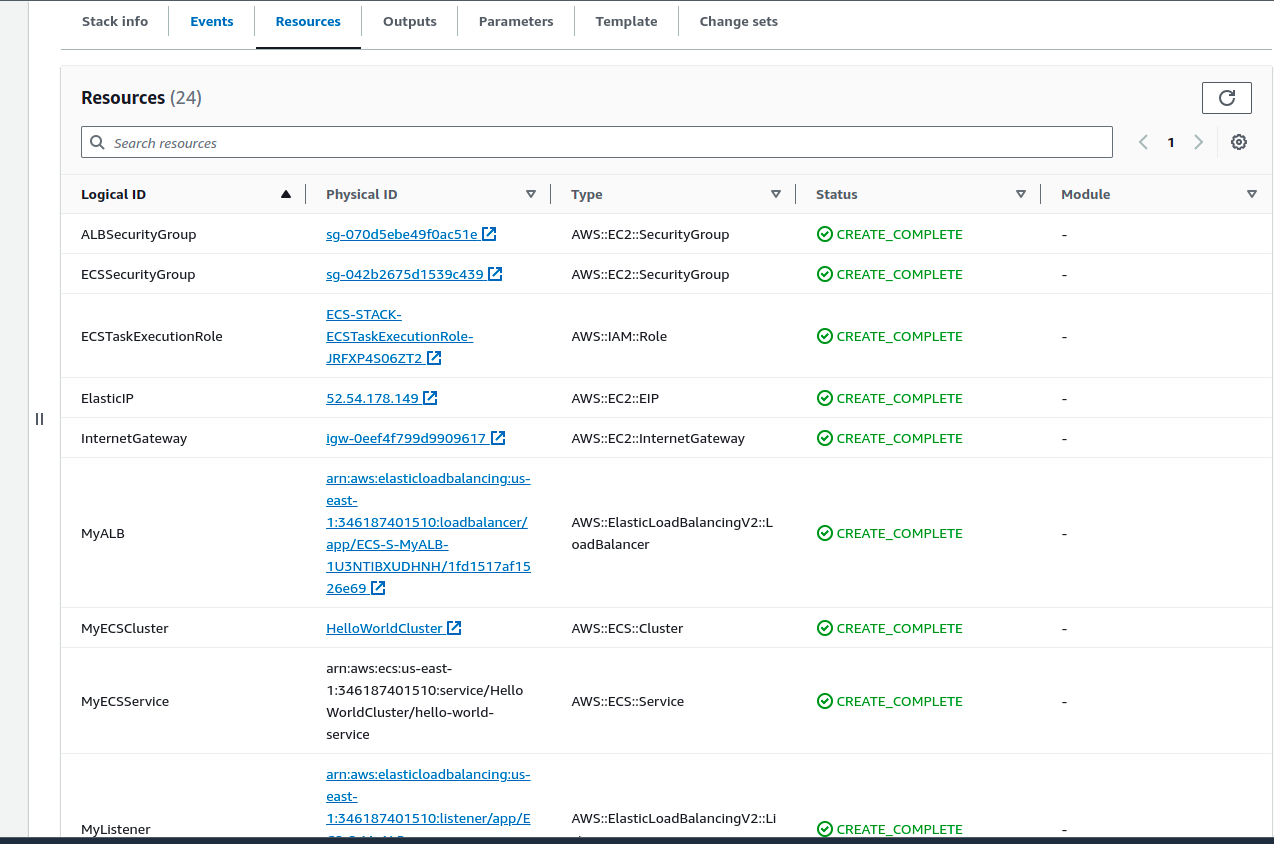 Stack info Events Resources Outputs Parameters Template Change sets
Resources (24)
Search resources 1
Logical ID Physical ID Type Status Module
ALBSecurityGroup sg-070d5ebe49f0ac51e AWS::EC2::SecurityGroup CREATE_COMPLETE -
ECSSecurityGroup sg-042b2675d1539c439 AWS::EC2::SecurityGroup CREATE_COMPLETE -
ECS-STACK-
ECSTaskExecutionRole ECSTaskExecutionRole- AWS::IAM::Role CREATE_COMPLETE -
JRFXP4S06ZT2
ElasticIP 52.54.178.149 AWS::EC2::EIP CREATE_COMPLETE -
InternetGateway igw-0eef4f799d9909617 AWS::EC2::InternetGateway CREATE_COMPLETE -
arn:aws:elasticloadbalancing:us-
east-
1:346187401510:loadbalancer/ AWS::ElasticLoadBalancingV2::L
MyALB CREATE_COMPLETE -
app/ECS-S-MyALB- oadBalancer
1U3NTIBXUDHNH/1fd1517af15
26e69
MyECSCluster HelloWorldCluster AWS::ECS::Cluster CREATE_COMPLETE -
arn:aws:ecs:us-east-
1:346187401510:service/Hello
MyECSService AWS::ECS::Service CREATE_COMPLETE -
WorldCluster/hello-world-
service
arn:aws:elasticloadbalancing:us-
east-
1:346187401510:listener/app/E AWS::ElasticLoadBalancingV2::Li
MyListener CREATE_COMPLETE -